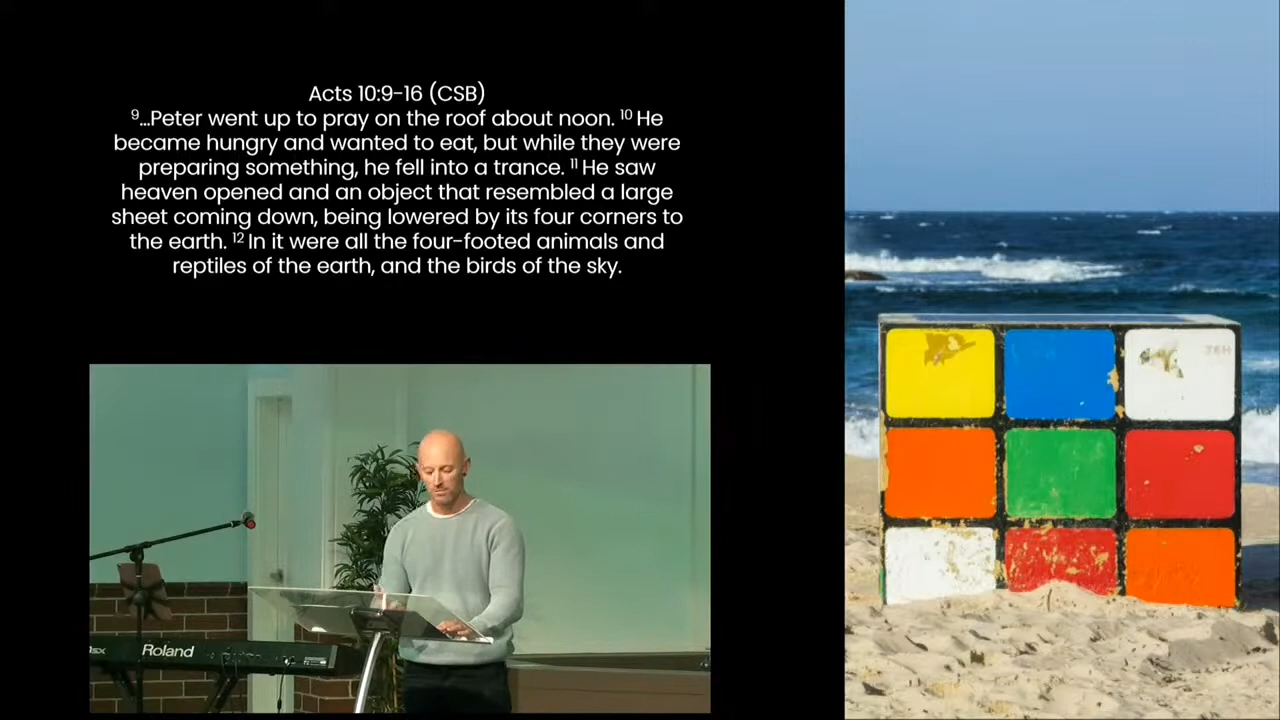 Acts 10:9-16 (CSB)
⁹...Peter went up to pray on the roof about noon. ¹⁰ He
became hungry and wanted to eat, but while they were
preparing something, he fell into a trance. ¹¹ He saw
heaven opened and an object that resembled a large
sheet coming down, being lowered by its four corners to
the earth. ¹² In it were all the four-footed animals and
reptiles of the earth, and the birds of the sky.
Roland